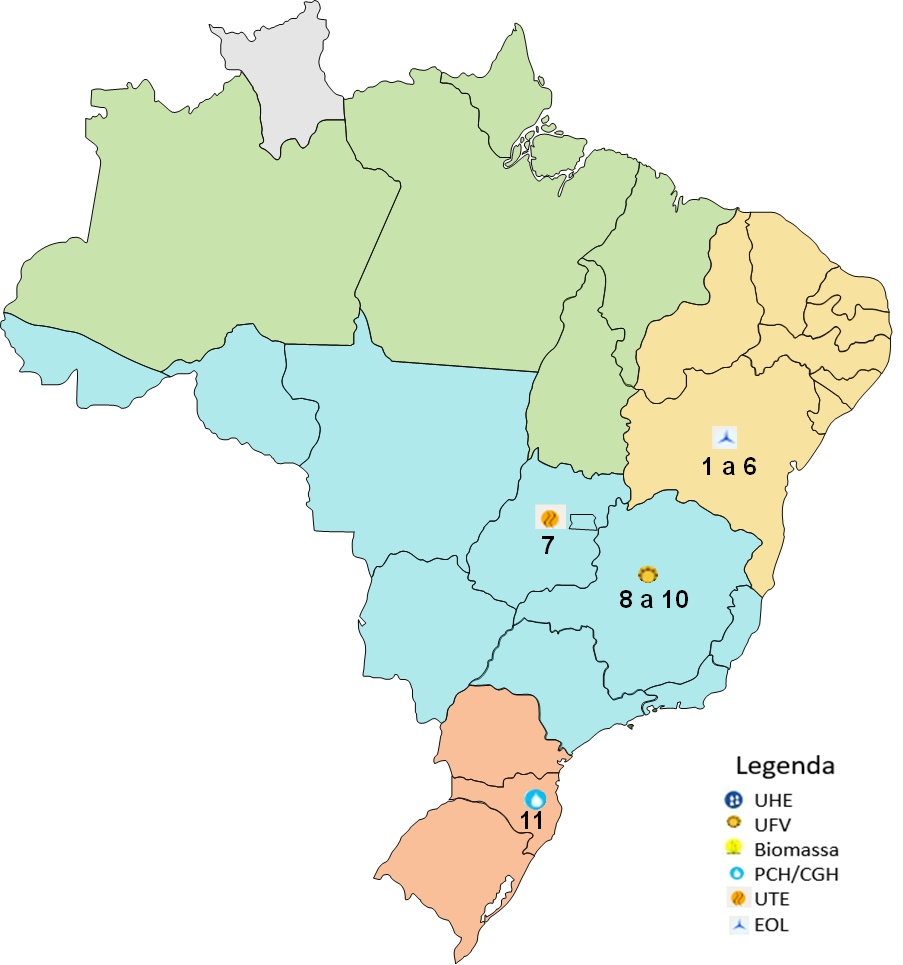 1 a 6
7
8 a 10
11
Legenda
UHE
UFV
Biomassa
PCH/CGH
UTE
EOL